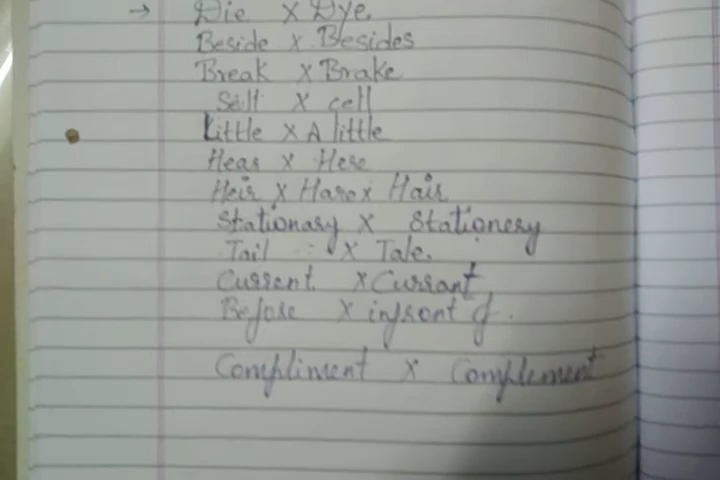 → Die X Dye.
Beside X Besides
Break X Brake
Sell X cell
Little X A little
Hear X Here
Heir X Hare x Hair
Stationary X Stationery
Tail X Tale.
Current X Currant
Before X infront of.
Compliment X Complement